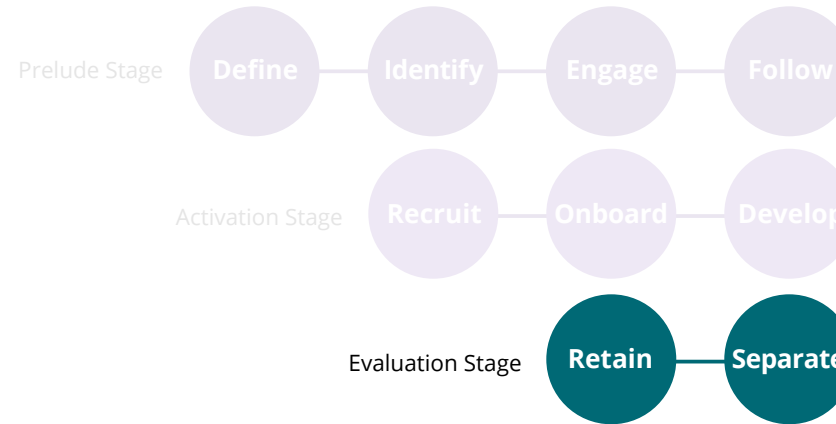 Prelude Stage Define Identify Engage Follow
Activation Stage Recruit Onboard Develop
Evaluation Stage Retain Separate